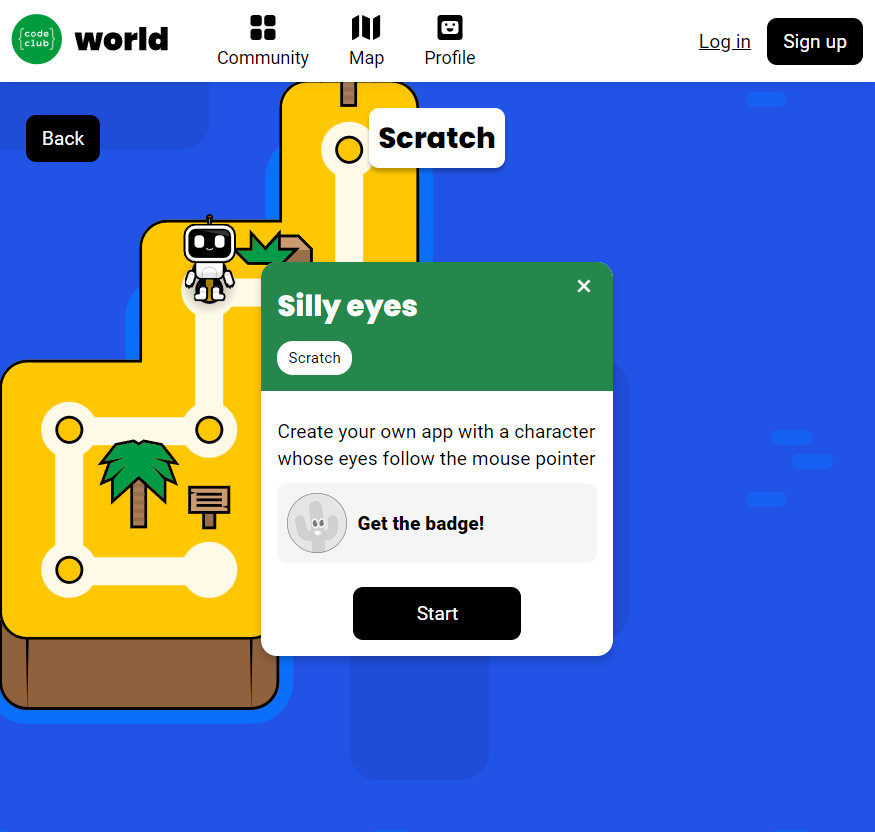 {code
club}
world
Community
Map
Profile
Log in
Sign up
Back
Scratch
Silly eyes
Scratch
Create your own app with a character
whose eyes follow the mouse pointer
Get the badge!
Start